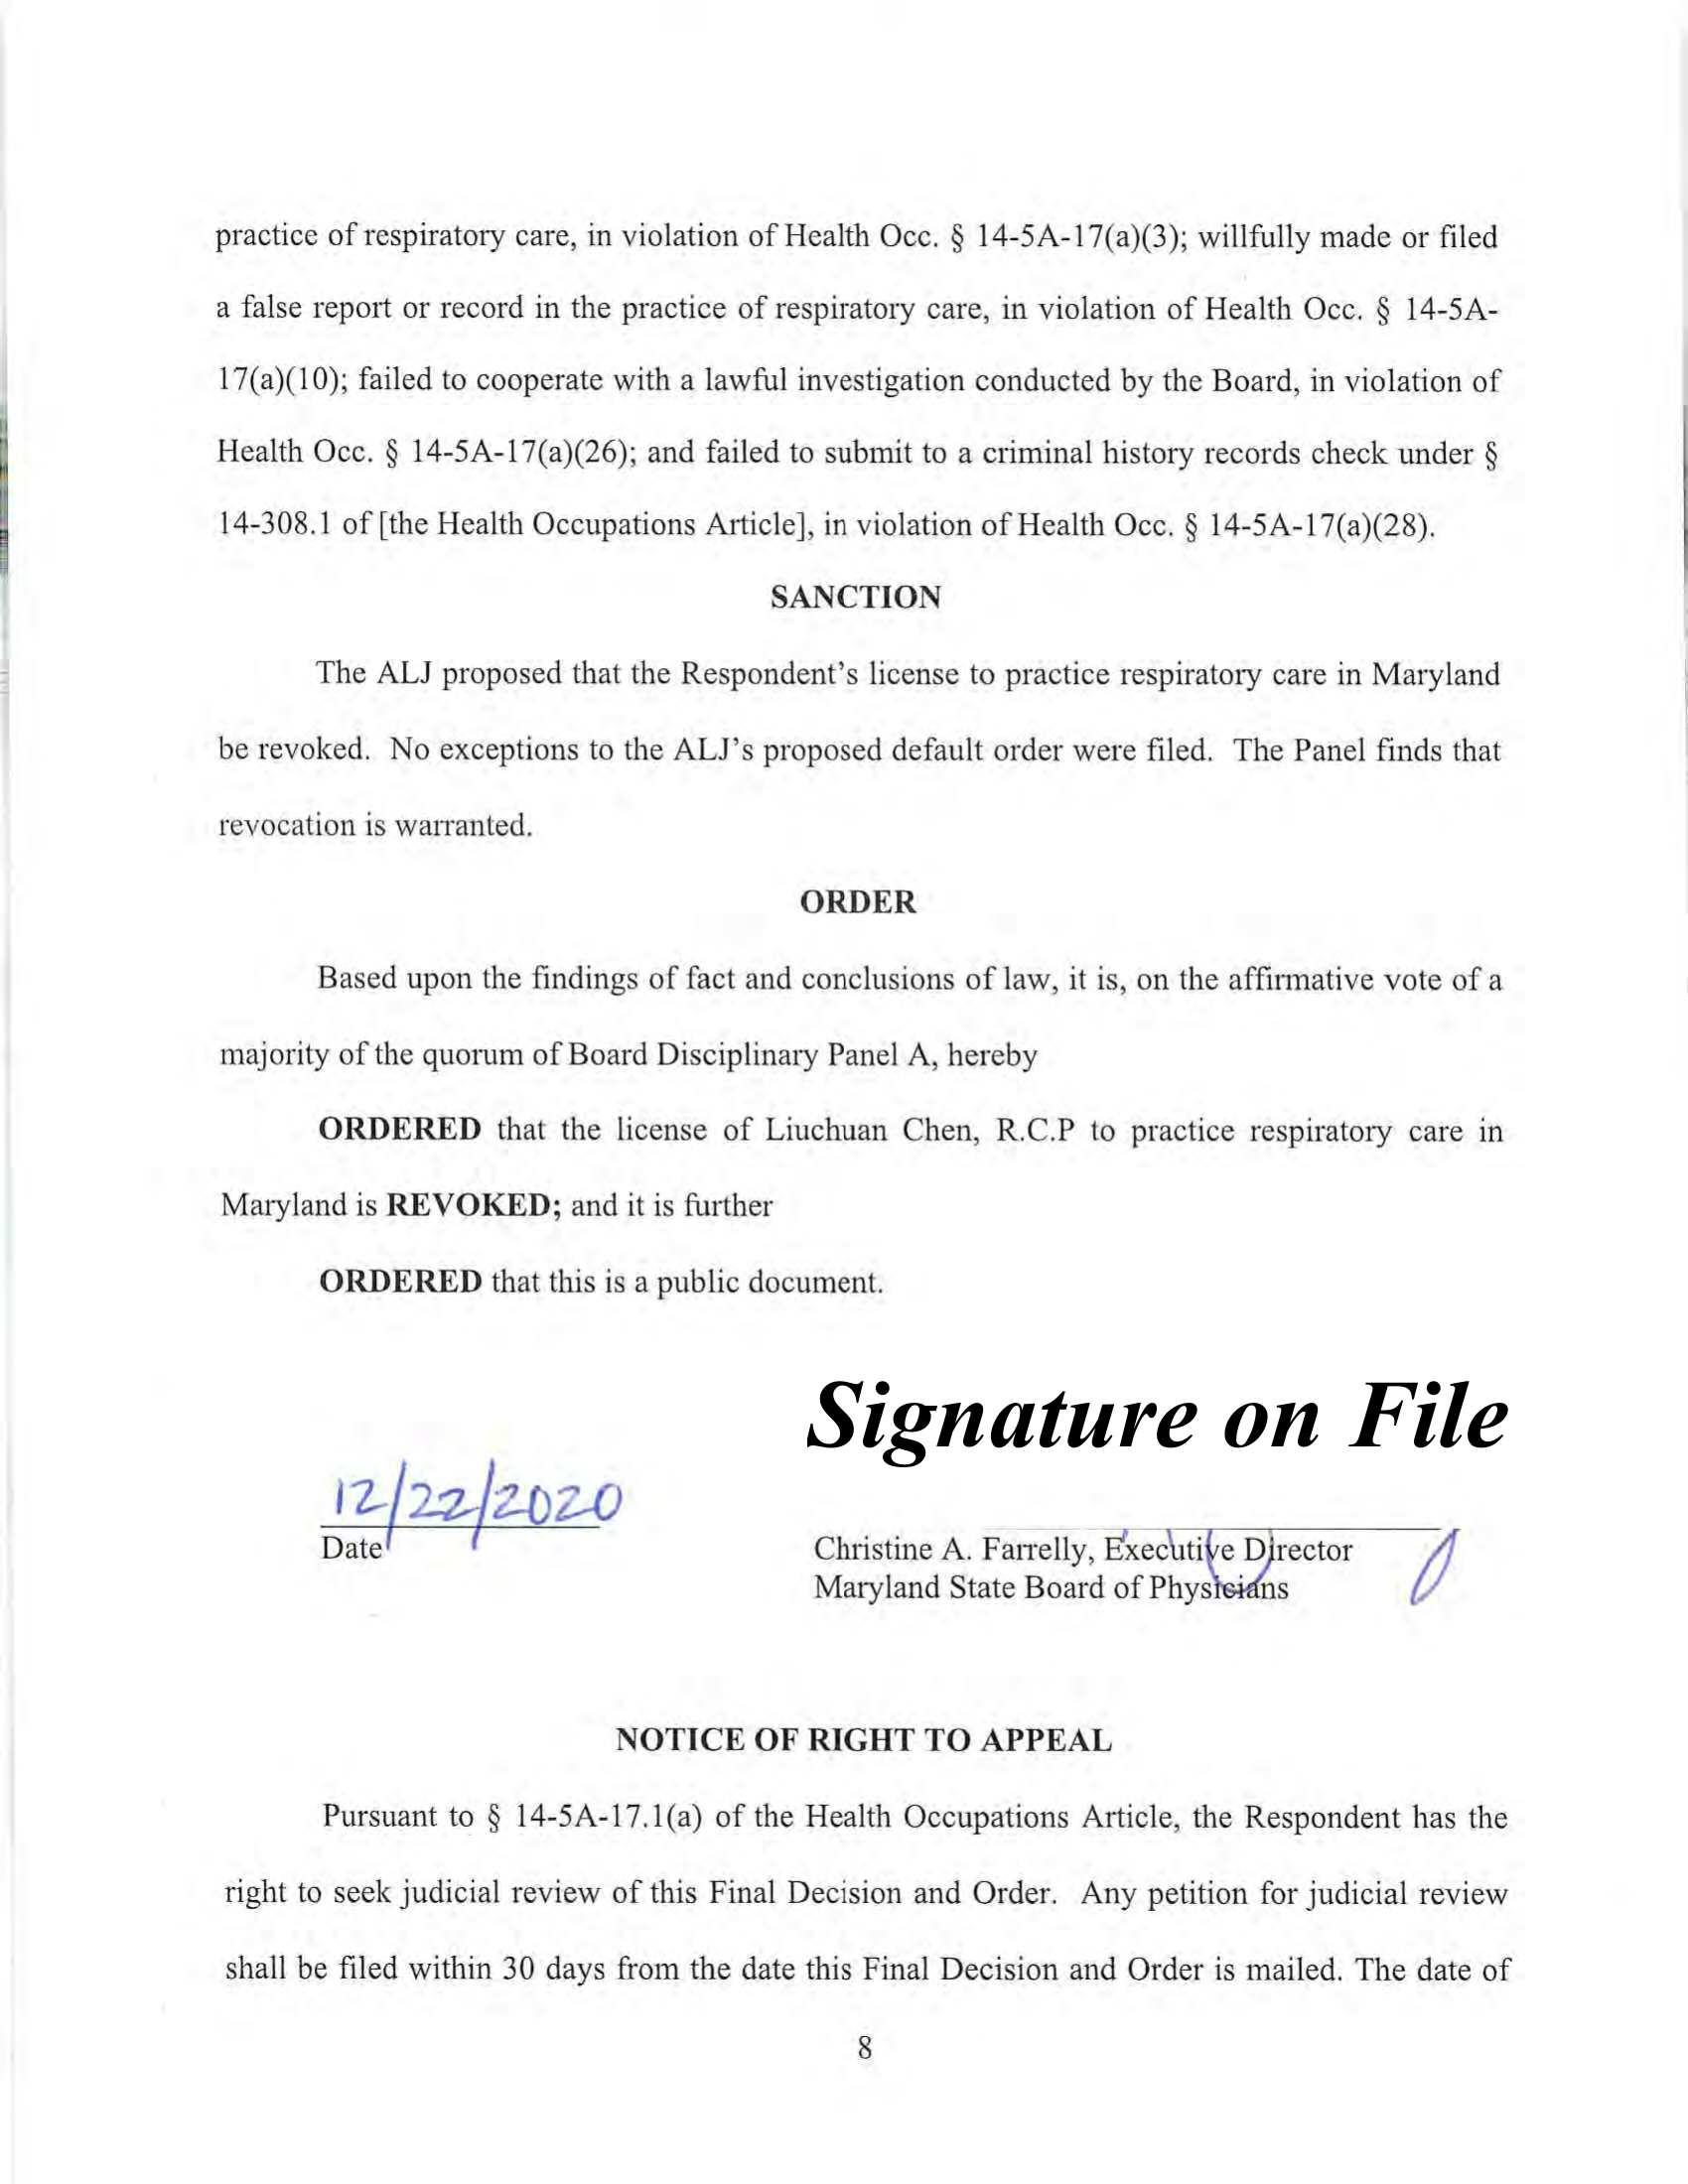 practice of respiratory care, in violation of Health Occ. § 14-5A-17(a)(3); willfully made or filed
a false report or record in the practice of respiratory care, in violation of Health Occ. § 14-5A-
17(a)(10); failed to cooperate with a lawful investigation conducted by the Board, in violation of
Health Occ. § 14-5A-17(a)(26); and failed to submit to a criminal history records check under §
14-308.1 of [the Health Occupations Article], in violation of Health Occ. § 14-5A-17(a)(28).
SANCTION
The ALJ proposed that the Respondent's license to practice respiratory care in Maryland
be revoked. No exceptions to the ALJ's proposed default order were filed. The Panel finds that
revocation is warranted.
ORDER
Based upon the findings of fact and conclusions of law, it is, on the affirmative vote of a
majority of the quorum of Board Disciplinary Panel A, hereby
ORDERED that the license of Liuchuan Chen, R.C.P to practice respiratory care in
Maryland is REVOKED; and it is further
ORDERED that this is a public document.
Signature on File
12/22/2020
Date
Christine A. Farrelly, Executive Director
Maryland State Board of Physicians
NOTICE OF RIGHT TO APPEAL
Pursuant to § 14-5A-17.1(a) of the Health Occupations Article, the Respondent has the
right to seek judicial review of this Final Decision and Order. Any petition for judicial review
shall be filed within 30 days from the date this Final Decision and Order is mailed. The date of
8